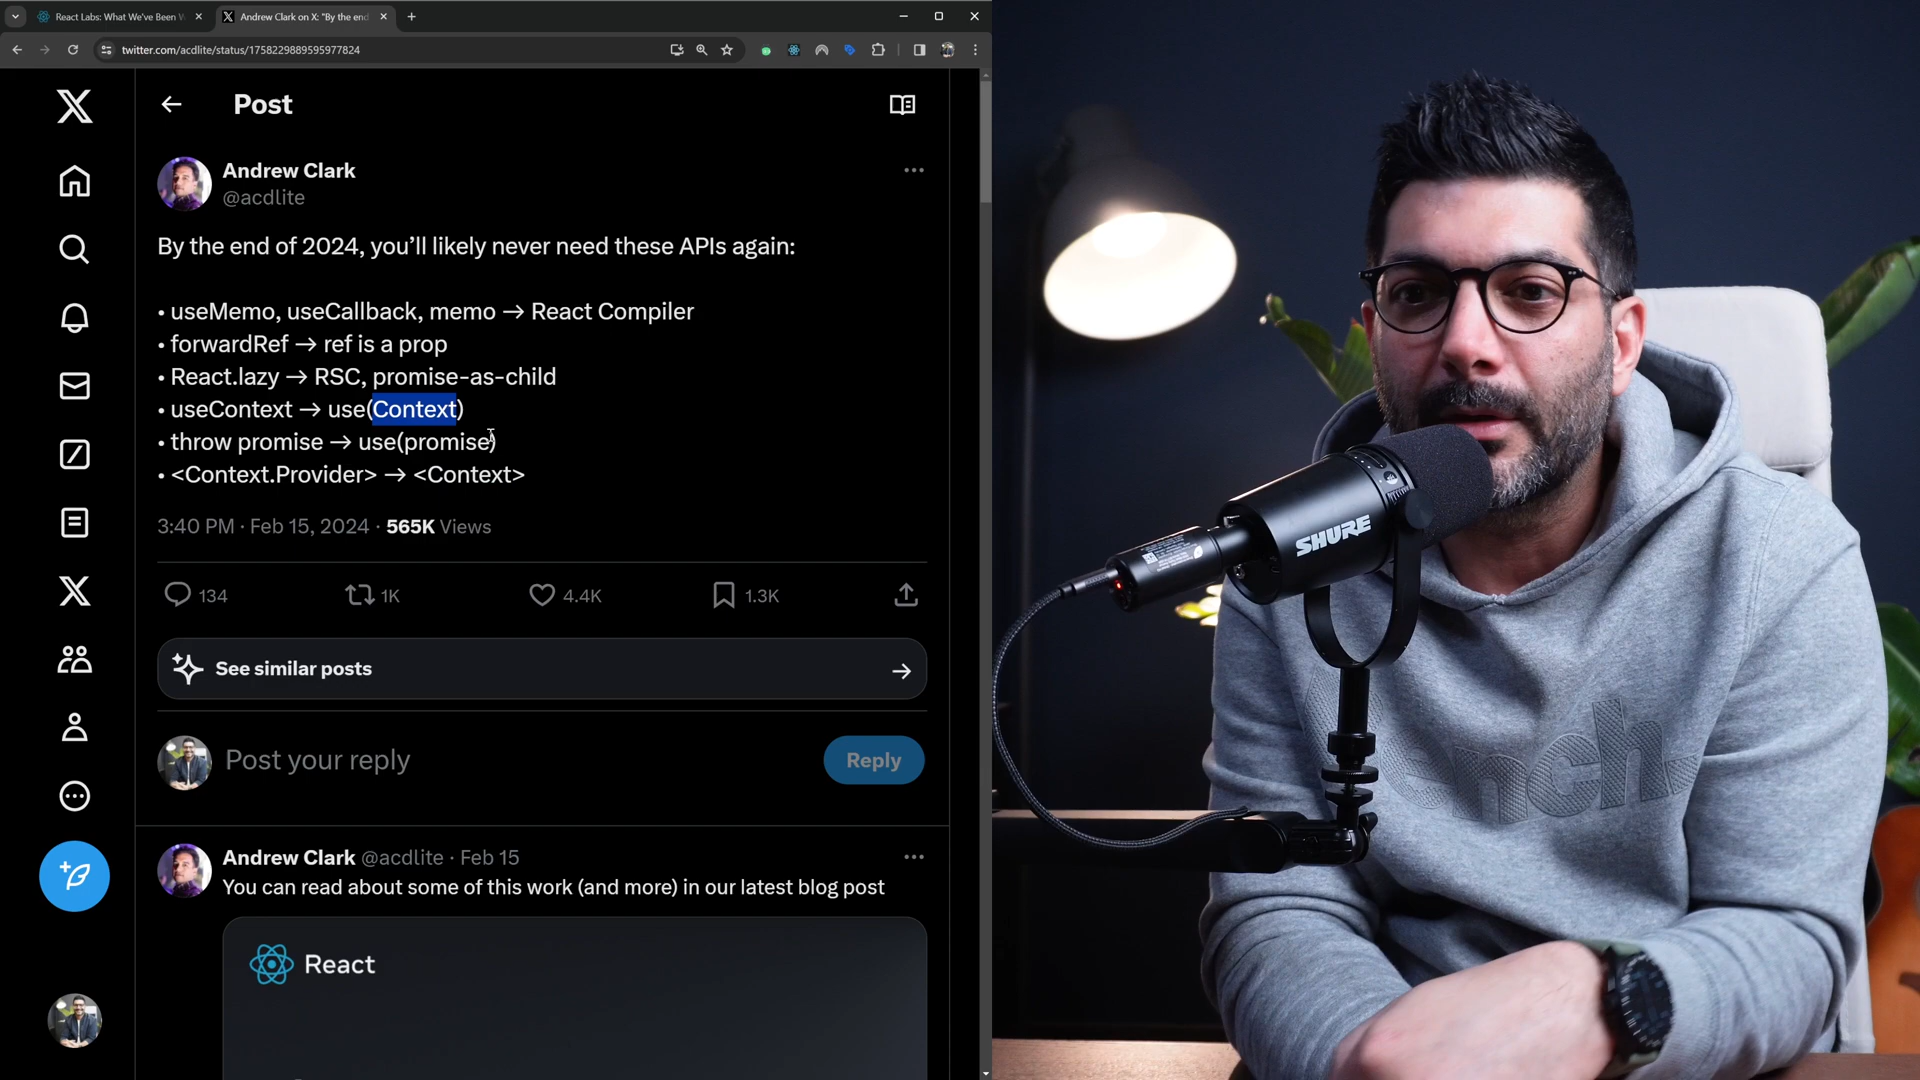 React Labs: What We've Been W
Andrew Clark on X: "By the end
twitter.com/acdlite/status/1758229889595977824
Post
Andrew Clark
@acdlite
By the end of 2024, you'll likely never need these APIs again:
• useMemo, useCallback, memo → React Compiler
• forwardRef → ref is a prop
• React.lazy → RSC, promise-as-child
• useContext → use(Context)
• throw promise → use(promise)
• <Context.Provider> → <Context>
3:40 PM · Feb 15, 2024 · 565K Views
134 1K 4.4K 1.3K
See similar posts
Post your reply
Reply
Andrew Clark @acdlite · Feb 15
You can read about some of this work (and more) in our latest blog post
React
SHURE
nch